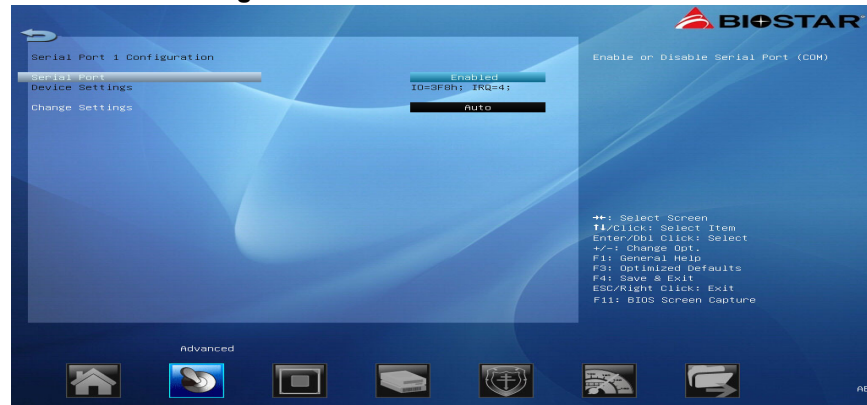 BIOSTAR
Serial Port 1 Configuration
Enable or Disable Serial Port (COM)
Serial Port Enabled
Device Settings IO=3F8h; IRQ=4;
Change Settings Auto
→←: Select Screen
↑↓/Click: Select Item
Enter/Dbl Click: Select
+/-: Change Opt.
F1: General Help
F3: Optimized Defaults
F4: Save & Exit
ESC/Right Click: Exit
F11: BIOS Screen Capture
Advanced